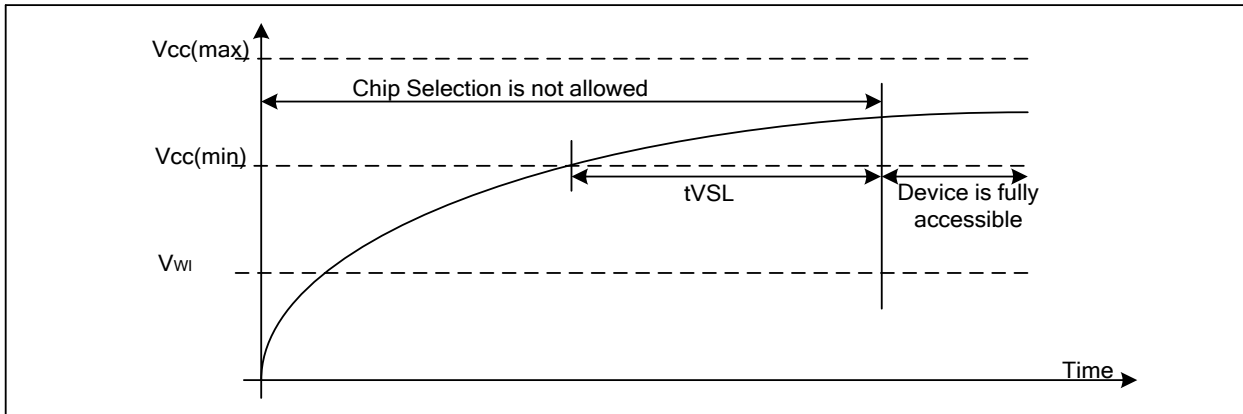 Vcc(max)
Chip Selection is not allowed
Vcc(min)
tVSL
Device is fully
accessible
VWI
Time